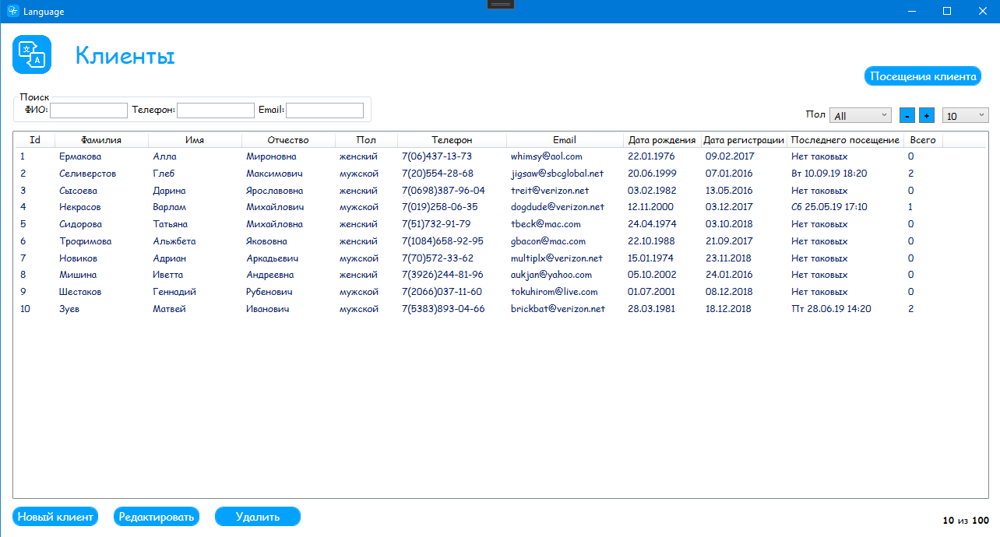 Language
Клиенты
Посещения клиента
Поиск
ФИО: Телефон: Email:
Пол All - + 10
Id Фамилия Имя Отчество Пол Телефон Email Дата рождения Дата регистрации Последнего посещение Всего
1 Ермакова Алла Мироновна женский 7(06)437-13-73 whimsy@aol.com 22.01.1976 09.02.2017 Нет таковых 0
2 Селиверстов Глеб Максимович мужской 7(20)554-28-68 jigsaw@sbcglobal.net 20.06.1999 07.01.2016 Вт 10.09.19 18:20 2
3 Сысоева Дарина Ярославовна женский 7(0698)387-96-04 treit@verizon.net 03.02.1982 13.05.2016 Нет таковых 0
4 Некрасов Варлам Михайлович мужской 7(019)258-06-35 dogdude@verizon.net 12.11.2000 03.12.2017 Сб 25.05.19 17:10 1
5 Сидорова Татьяна Михайловна женский 7(51)732-91-79 tbeck@mac.com 24.04.1974 03.10.2018 Нет таковых 0
6 Трофимова Альжбета Якововна женский 7(1084)658-92-95 gbacon@mac.com 22.10.1988 21.09.2017 Нет таковых 0
7 Новиков Адриан Аркадьевич мужской 7(70)572-33-62 multiplx@verizon.net 15.01.1974 23.11.2018 Нет таковых 0
8 Мишина Иветта Андреевна женский 7(3926)244-81-96 aukjan@yahoo.com 05.10.2002 24.01.2016 Нет таковых 0
9 Шестаков Геннадий Рубенович мужской 7(2066)037-11-60 tokuhirom@live.com 01.07.2001 08.12.2018 Нет таковых 0
10 Зуев Матвей Иванович мужской 7(5383)893-04-66 brickbat@verizon.net 28.03.1981 18.12.2018 Пт 28.06.19 14:20 2
Новый клиент Редактировать Удалить
10 из 100